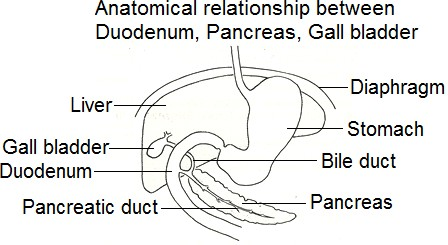 Anatomical relationship between
Duodenum, Pancreas, Gall bladder
Diaphragm
Liver
Stomach
Gall bladder
Bile duct
Duodenum
Pancreas
Pancreatic duct